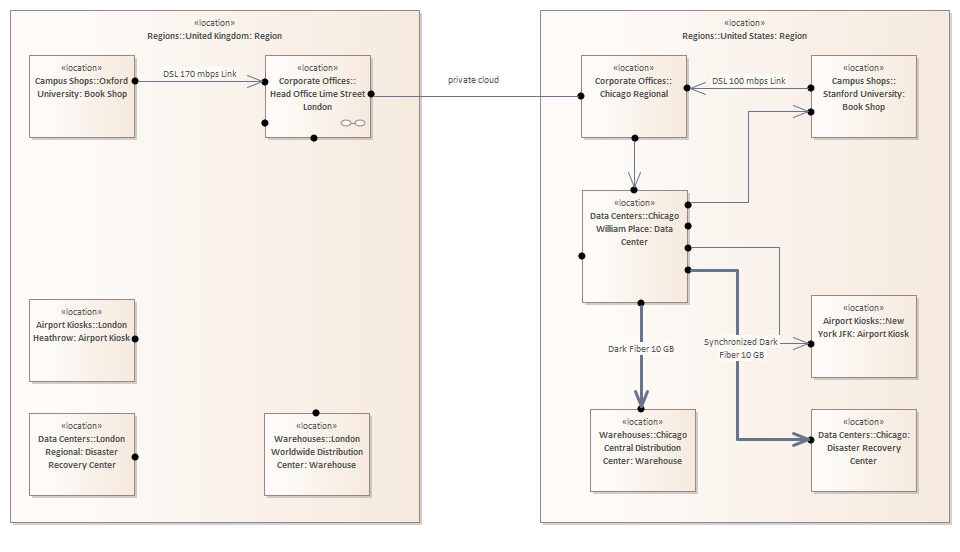 «location»
Regions::United Kingdom: Region
«location»
Campus Shops::Oxford
University: Book Shop
DSL 170 mbps Link
«location»
Corporate Offices::
Head Office Lime Street
London
«location»
Airport Kiosks::London
Heathrow: Airport Kiosk
«location»
Data Centers::London
Regional: Disaster
Recovery Center
«location»
Warehouses::London
Worldwide Distribution
Center: Warehouse
private cloud
«location»
Regions::United States: Region
«location»
Corporate Offices::
Chicago Regional
DSL 100 mbps Link
«location»
Campus Shops::
Stanford University:
Book Shop
«location»
Data Centers::Chicago
William Place: Data
Center
«location»
Airport Kiosks::New
York JFK: Airport Kiosk
Dark Fiber 10 GB
Synchronized Dark
Fiber 10 GB
«location»
Warehouses::Chicago
Central Distribution
Center: Warehouse
«location»
Data Centers::Chicago:
Disaster Recovery
Center